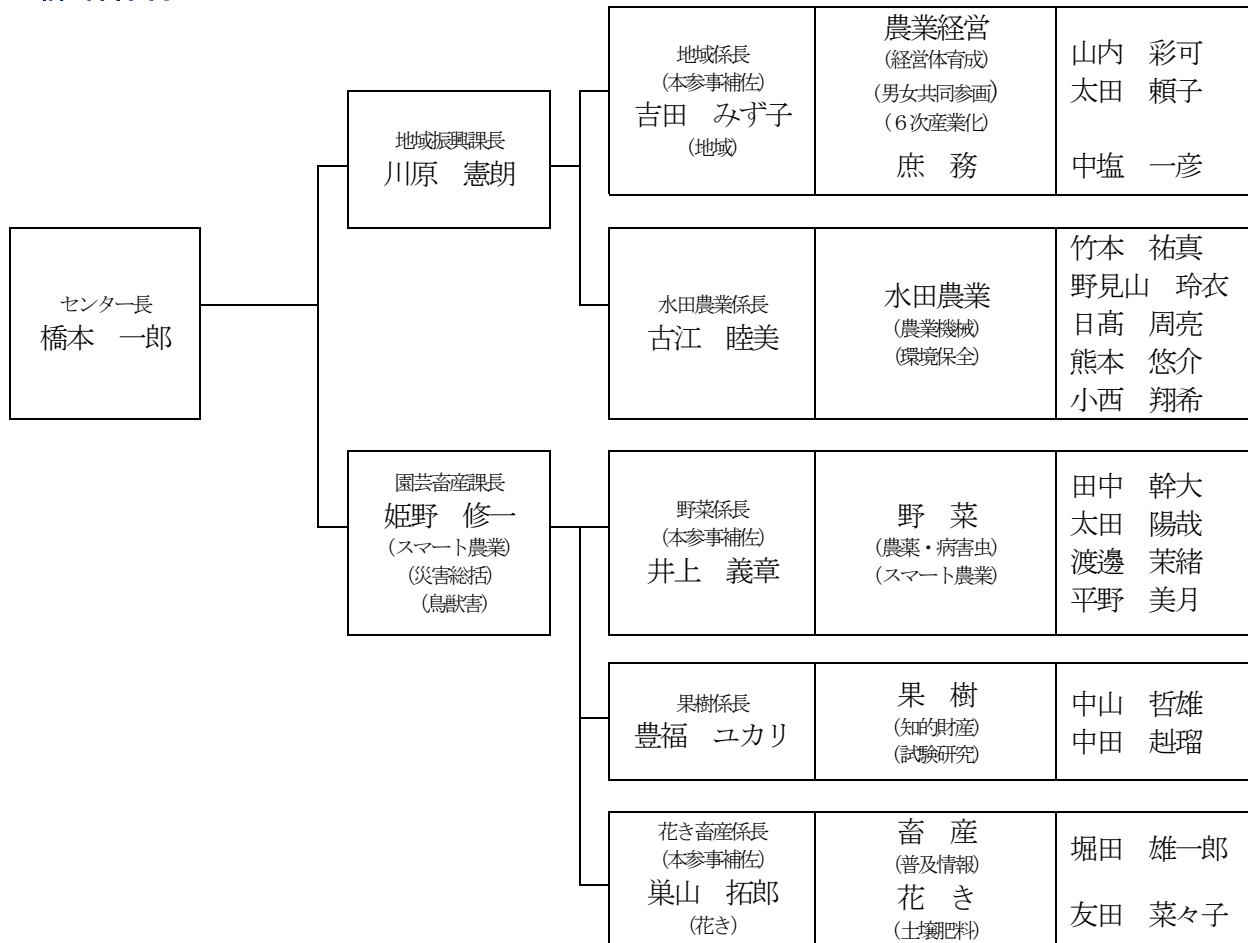 センター長
橋本　一郎
地域振興課長
川原　憲朗
地域係長
(本参事補佐)
吉田　みず子
(地域)
農業経営
(経営体育成)
(男女共同参画)
(6次産業化)
庶　務
山内　彩可
太田　頼子
中塩　一彦
水田農業係長
古江　睦美
水田農業
(農業機械)
(環境保全)
竹本　祐真
野見山　玲衣
日髙　周亮
熊本　悠介
小西　翔希
園芸畜産課長
姫野　修一
(スマート農業)
(災害総括)
(鳥獣害)
野菜係長
(本参事補佐)
井上　義章
野　菜
(農薬・病害虫)
(スマート農業)
田中　幹大
太田　陽哉
渡邊　茉緒
平野　美月
果樹係長
豊福　ユカリ
果　樹
(知的財産)
(試験研究)
中山　哲雄
中田　赳瑠
花き畜産係長
(本参事補佐)
巣山　拓郎
(花き)
畜　産
(普及情報)
花　き
(土壌肥料)
堀田　雄一郎
友田　菜々子